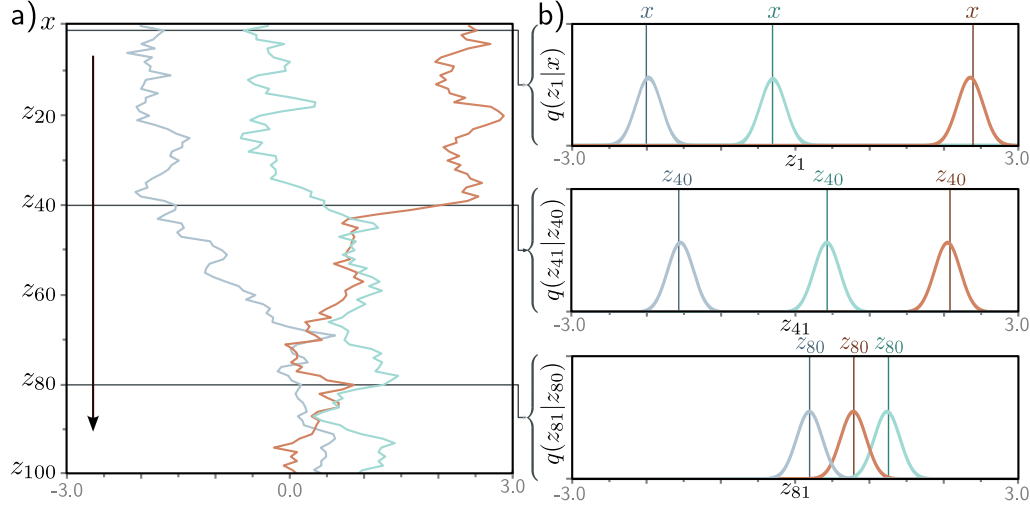 a)
x
z₂₀
z₄₀
z₆₀
z₈₀
z₁₀₀
-3.0 0.0 3.0
b)
x x x
q(z₁|x)
-3.0 z₁ 3.0
z₄₀ z₄₀ z₄₀
q(z₄₁|z₄₀)
-3.0 z₄₁ 3.0
z₈₀ z₈₀ z₈₀
q(z₈₁|z₈₀)
-3.0 z₈₁ 3.0